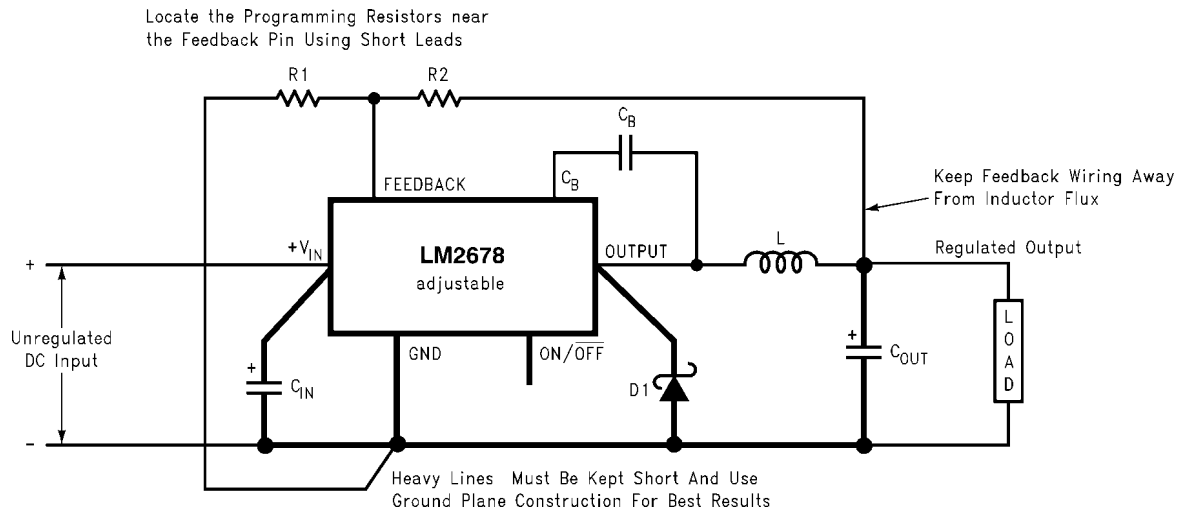 Locate the Programming Resistors near
the Feedback Pin Using Short Leads
R1
R2
C_B
FEEDBACK
C_B
Keep Feedback Wiring Away
From Inductor Flux
+V_IN
LM2678
adjustable
OUTPUT
L
Regulated Output
+
Unregulated
DC Input
-
+
C_IN
GND
ON/OFF
D1
+
C_OUT
LOAD
Heavy Lines Must Be Kept Short And Use
Ground Plane Construction For Best Results